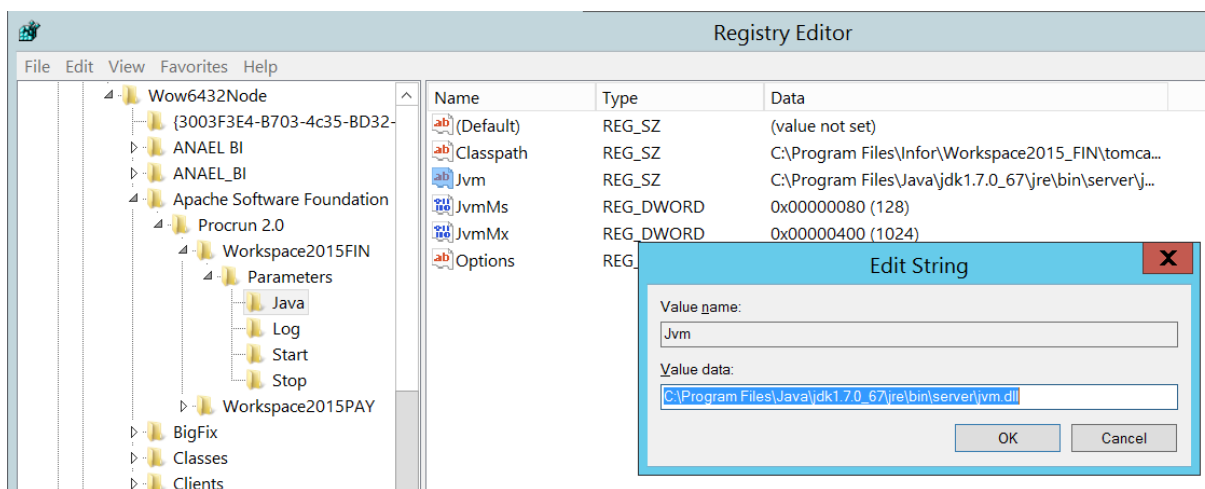 Registry Editor
File Edit View Favorites Help
Wow6432Node
{3003F3E4-B703-4c35-BD32-
ANAEL BI
ANAEL_BI
Apache Software Foundation
Procrun 2.0
Workspace2015FIN
Parameters
Java
Log
Start
Stop
Workspace2015PAY
BigFix
Classes
Clients
Name Type Data
(Default) REG_SZ (value not set)
Classpath REG_SZ C:\Program Files\Infor\Workspace2015_FIN\tomca...
Jvm REG_SZ C:\Program Files\Java\jdk1.7.0_67\jre\bin\server\j...
JvmMs REG_DWORD 0x00000080 (128)
JvmMx REG_DWORD 0x00000400 (1024)
Options REG_
Edit String
X
Value name:
Jvm
Value data:
C:\Program Files\Java\jdk1.7.0_67\jre\bin\server\jvm.dll
OK Cancel